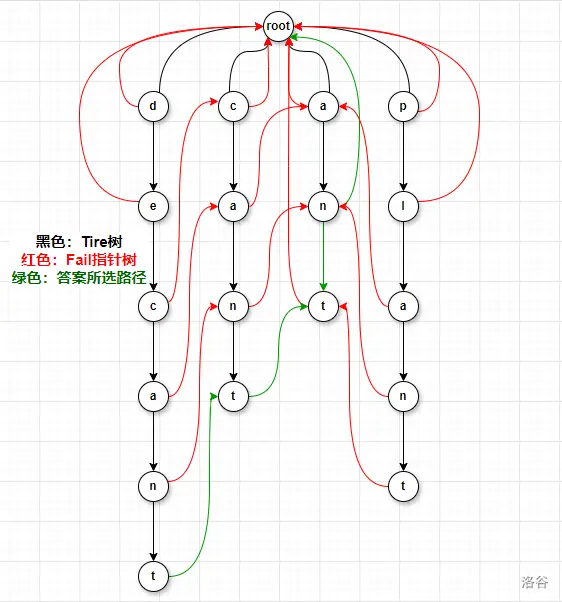 root
d c a p
e a n l
黑色：Tire树
红色：Fail指针树
绿色：答案所选路径
c n t a
a t n
n t
t
洛谷